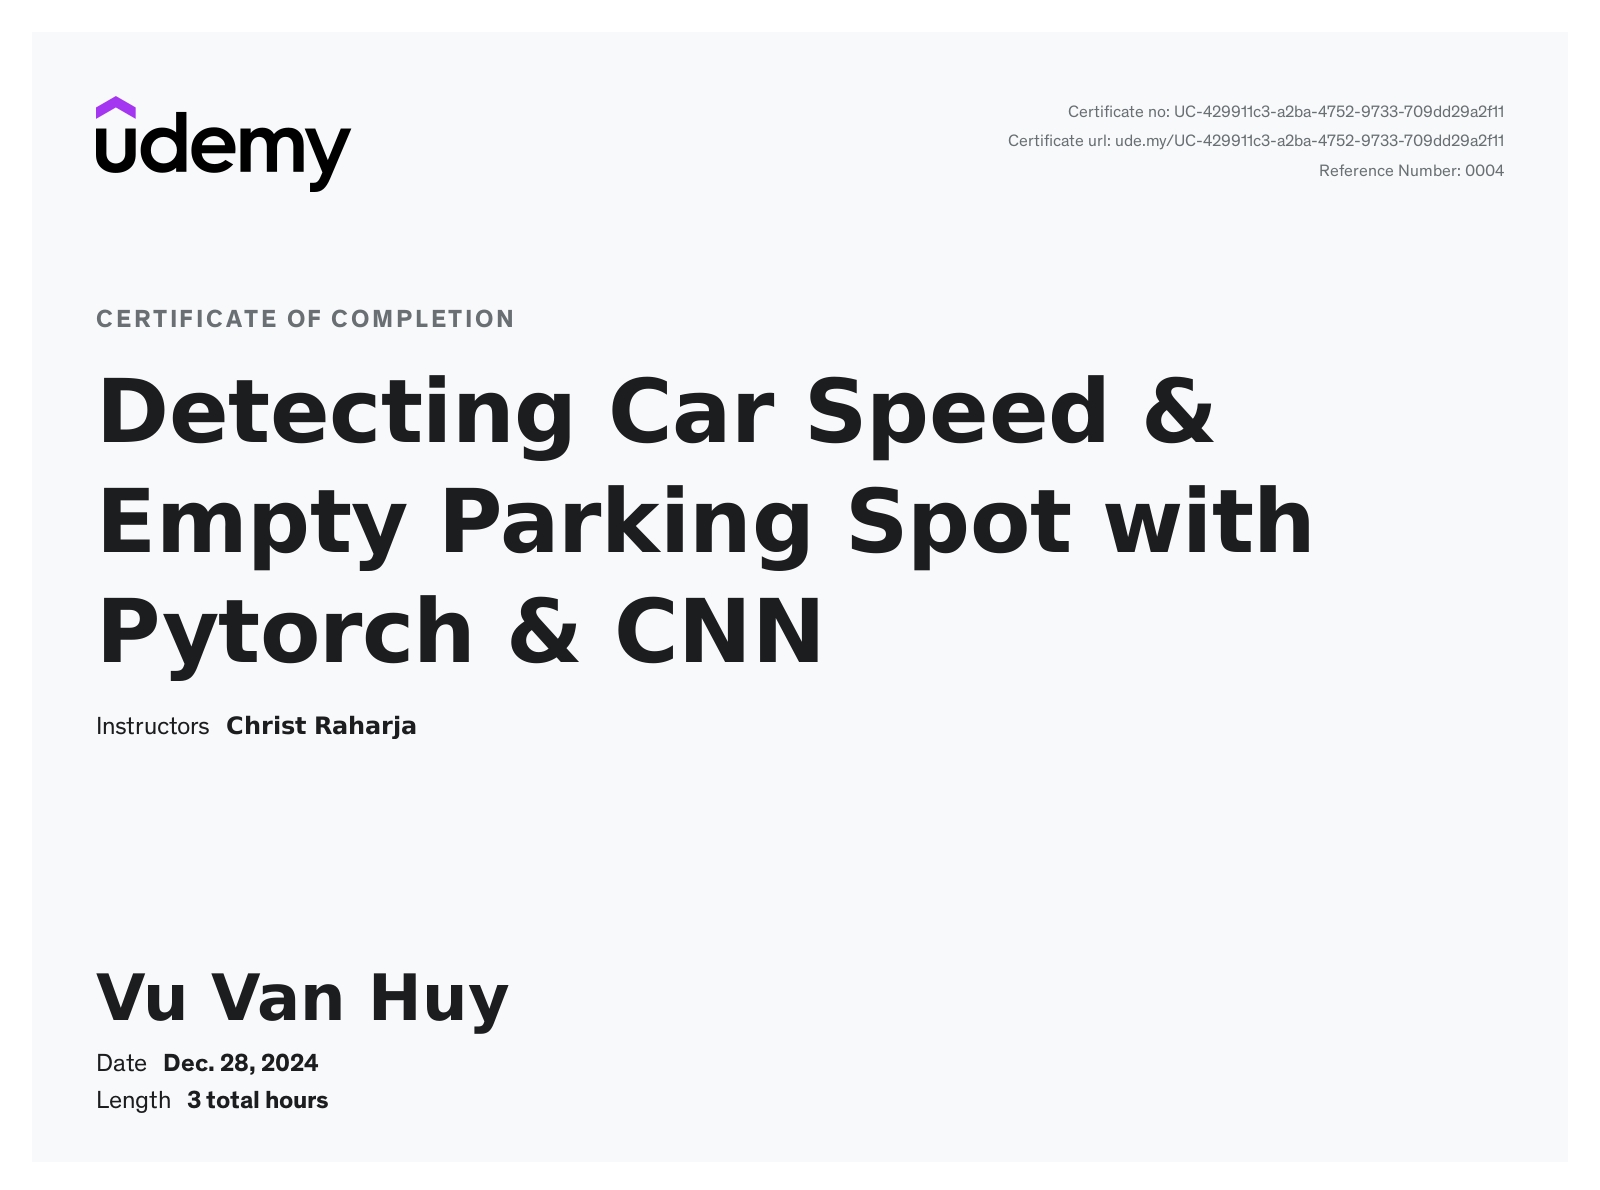 udemy
Certificate no: UC-429911c3-a2ba-4752-9733-709dd29a2f11
Certificate url: ude.my/UC-429911c3-a2ba-4752-9733-709dd29a2f11
Reference Number: 0004
CERTIFICATE OF COMPLETION
Detecting Car Speed &
Empty Parking Spot with
Pytorch & CNN
Instructors Christ Raharja
Vu Van Huy
Date Dec. 28, 2024
Length 3 total hours